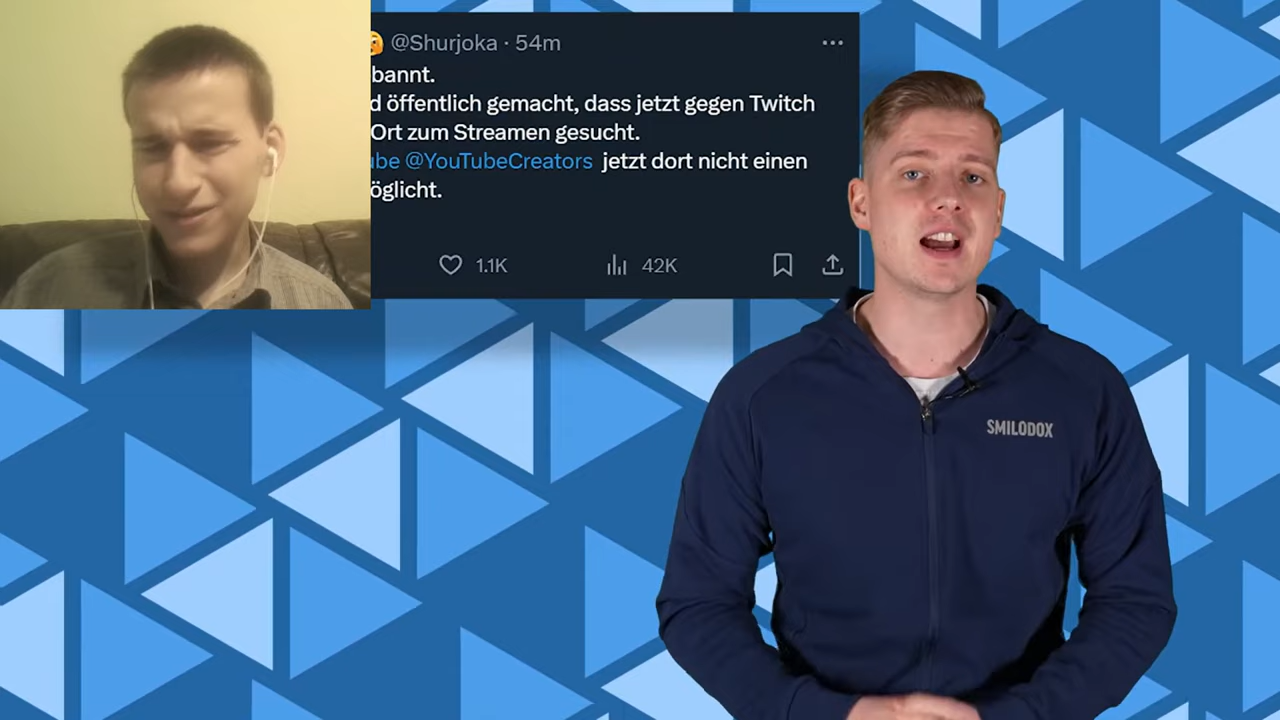 @Shurjoka · 54m
bannt.
d öffentlich gemacht, dass jetzt gegen Twitch
Ort zum Streamen gesucht.
ube @YouTubeCreators jetzt dort nicht einen
öglicht.
1.1K 42K
SMILODOX